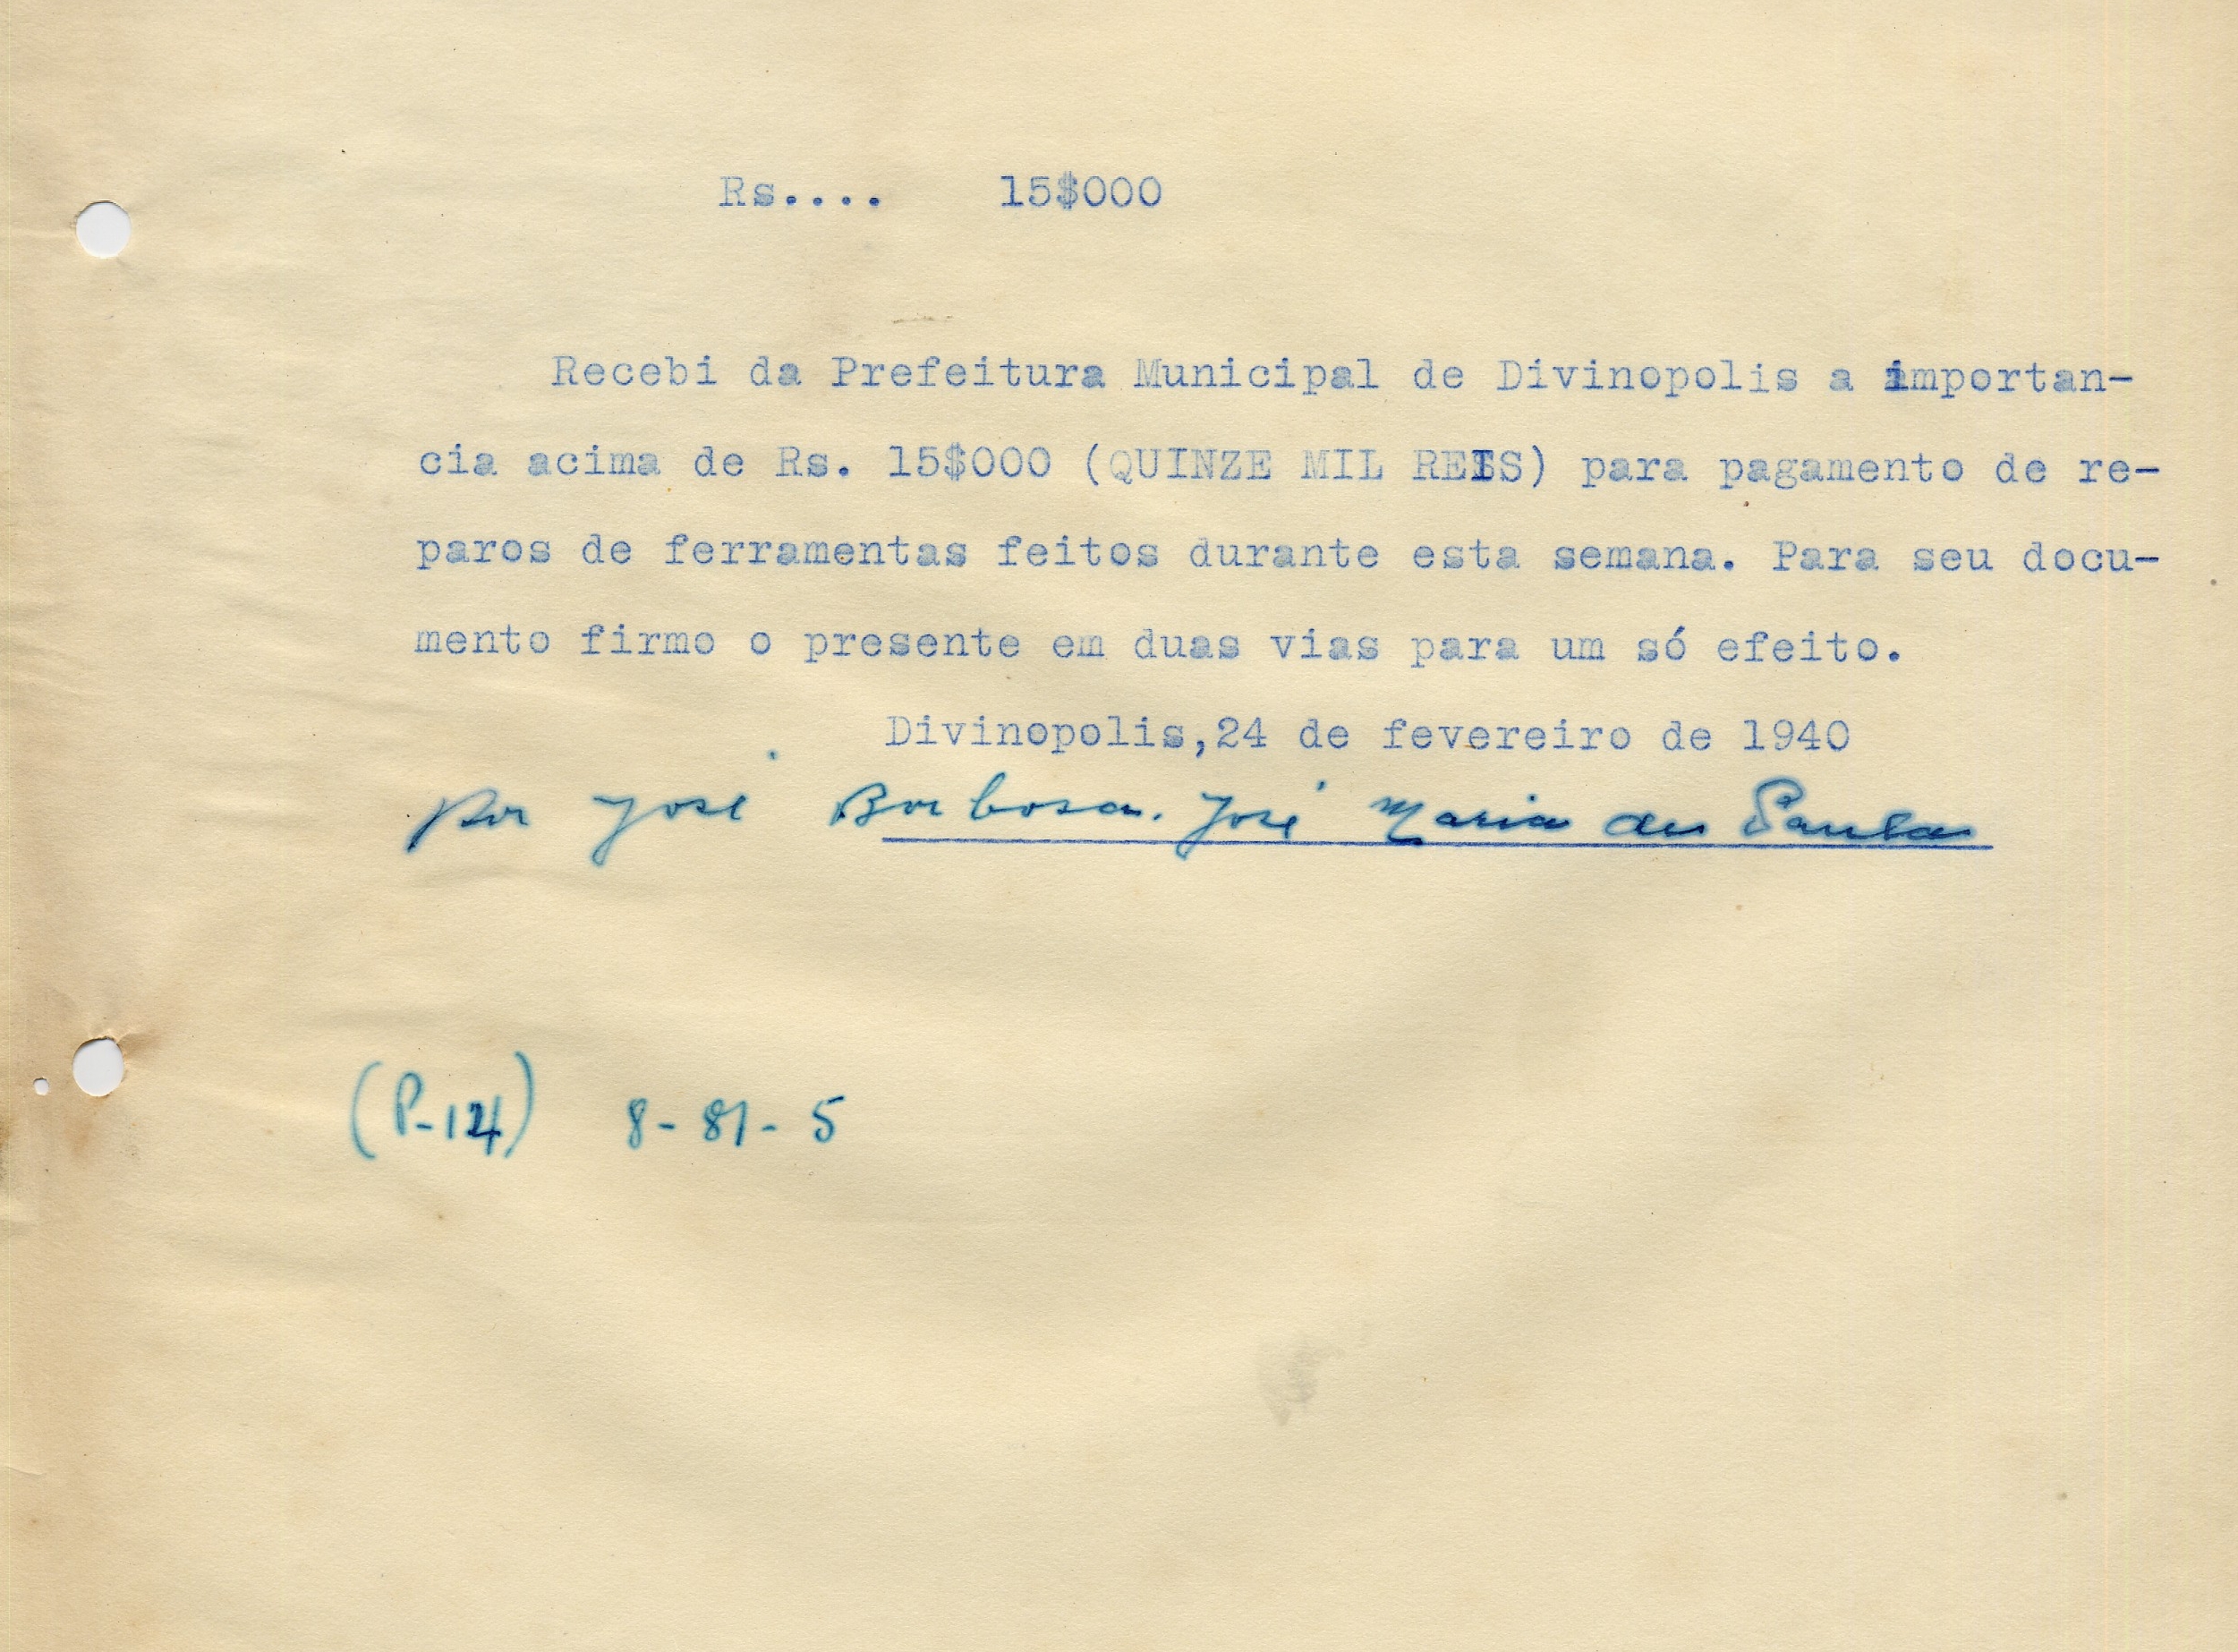 Rs.... 15$000
Recebi da Prefeitura Municipal de Divinopolis a importan-
cia acima de Rs. 15$000 (QUINZE MIL REIS) para pagamento de re-
paros de ferramentas feitos durante esta semana. Para seu docu-
mento firmo o presente em duas vias para um só efeito.
Divinopolis,24 de fevereiro de 1940
por José Barbosa. José Maria de Paula
(P-124) 8-81-5